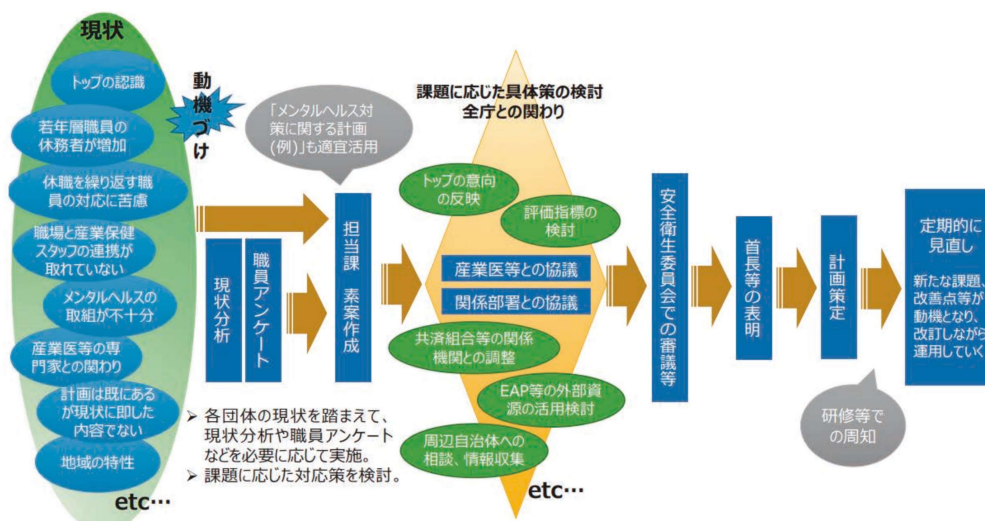 現状
トップの認識
若年層職員の
休務者が増加
休職を繰り返す職
員の対応に苦慮
職場と産業保健
スタッフの連携が
取れていない
メンタルヘルスの
取組が不十分
産業医等の専
門家との関わり
計画は既にある
が現状に即した
内容でない
地域の特性
etc…
動機づけ
「メンタルヘルス対
策に関する計画
(例)」も適宜活用
現状分析
職員アンケート
担当課　素案作成
➢ 各団体の現状を踏まえて、
現状分析や職員アンケート
などを必要に応じて実施。
➢ 課題に応じた対応策を検討。
課題に応じた具体策の検討
全庁との関わり
トップの意向
の反映
評価指標の
検討
産業医等との協議
関係部署との協議
共済組合等の関係
機関との調整
EAP等の外部資
源の活用検討
周辺自治体への
相談、情報収集
etc…
安全衛生委員会での審議等
首長等の表明
計画策定
研修等で
の周知
定期的に
見直し
新たな課題、
改善点等が
動機となり、
改訂しながら
運用していく